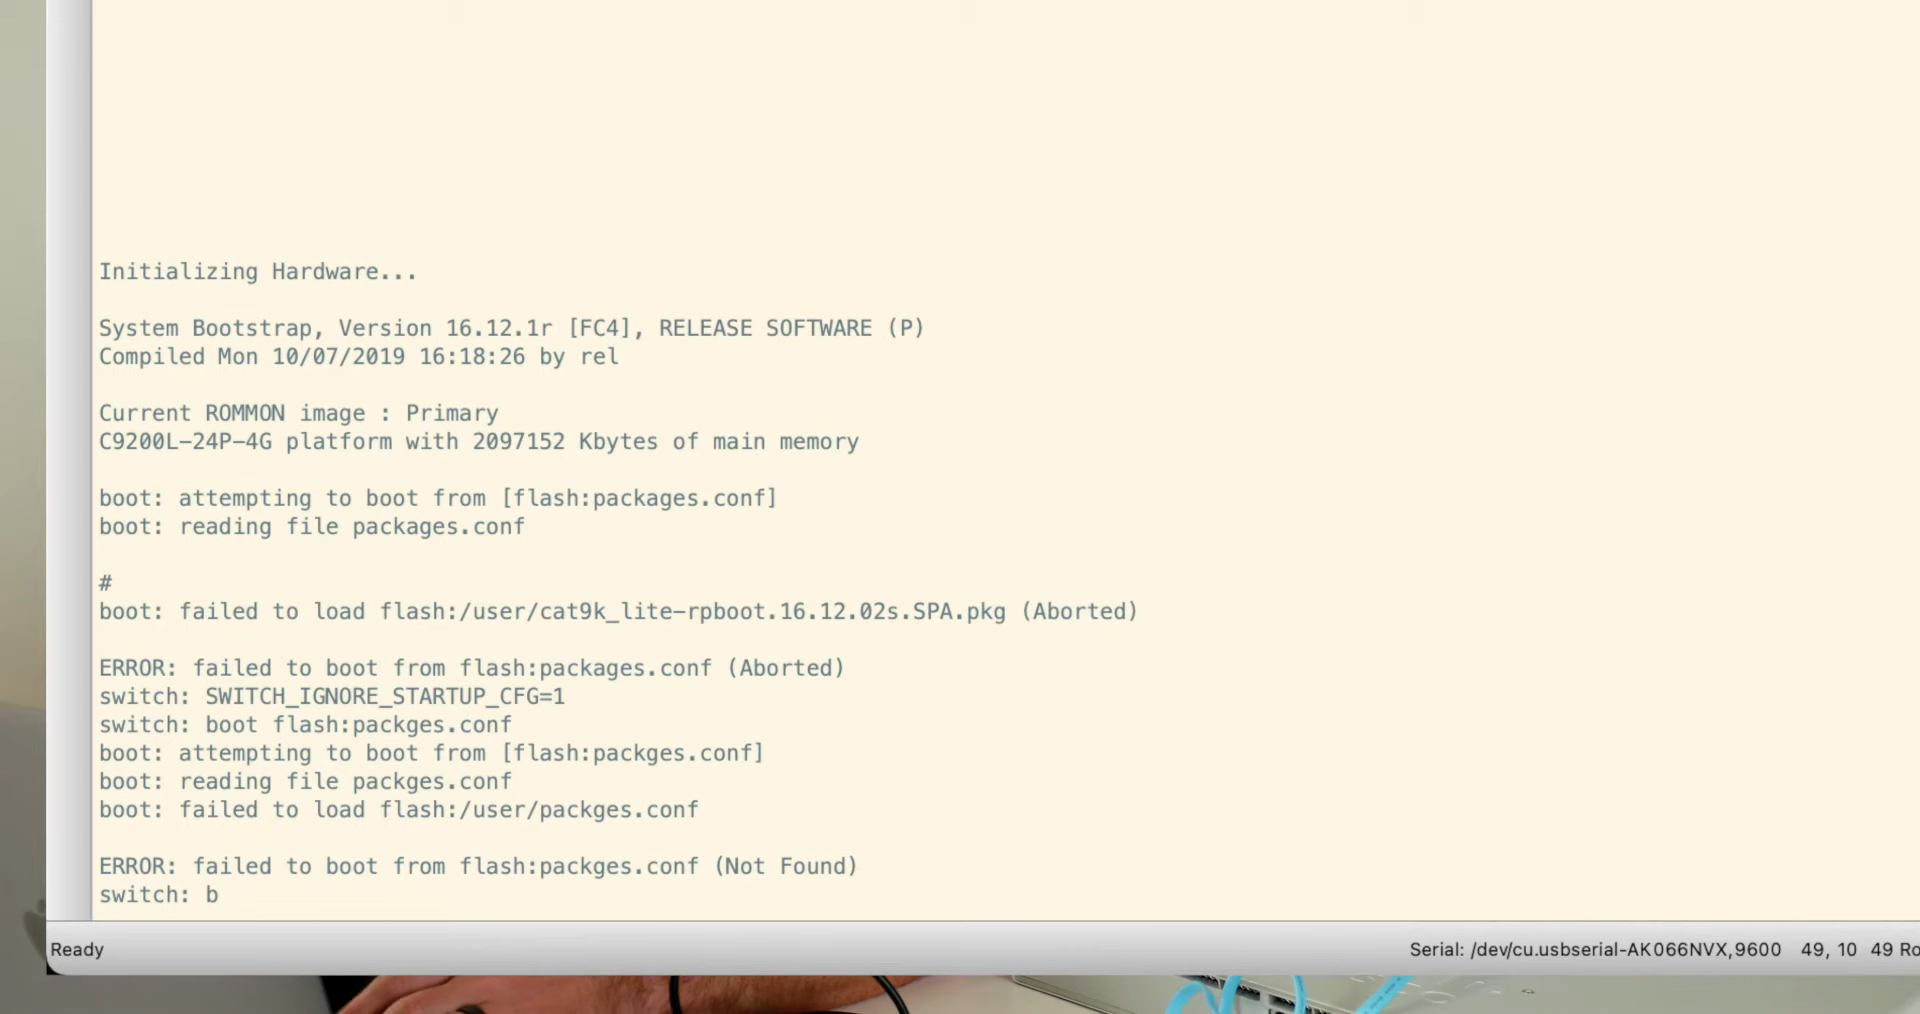 Initializing Hardware...
System Bootstrap, Version 16.12.1r [FC4], RELEASE SOFTWARE (P)
Compiled Mon 10/07/2019 16:18:26 by rel
Current ROMMON image : Primary
C9200L-24P-4G platform with 2097152 Kbytes of main memory
boot: attempting to boot from [flash:packages.conf]
boot: reading file packages.conf
#
boot: failed to load flash:/user/cat9k_lite-rpboot.16.12.02s.SPA.pkg (Aborted)
ERROR: failed to boot from flash:packages.conf (Aborted)
switch: SWITCH_IGNORE_STARTUP_CFG=1
switch: boot flash:packges.conf
boot: attempting to boot from [flash:packges.conf]
boot: reading file packges.conf
boot: failed to load flash:/user/packges.conf
ERROR: failed to boot from flash:packges.conf (Not Found)
switch: b
Ready Serial: /dev/cu.usbserial-AK066NVX,9600 49, 10 49 Ro